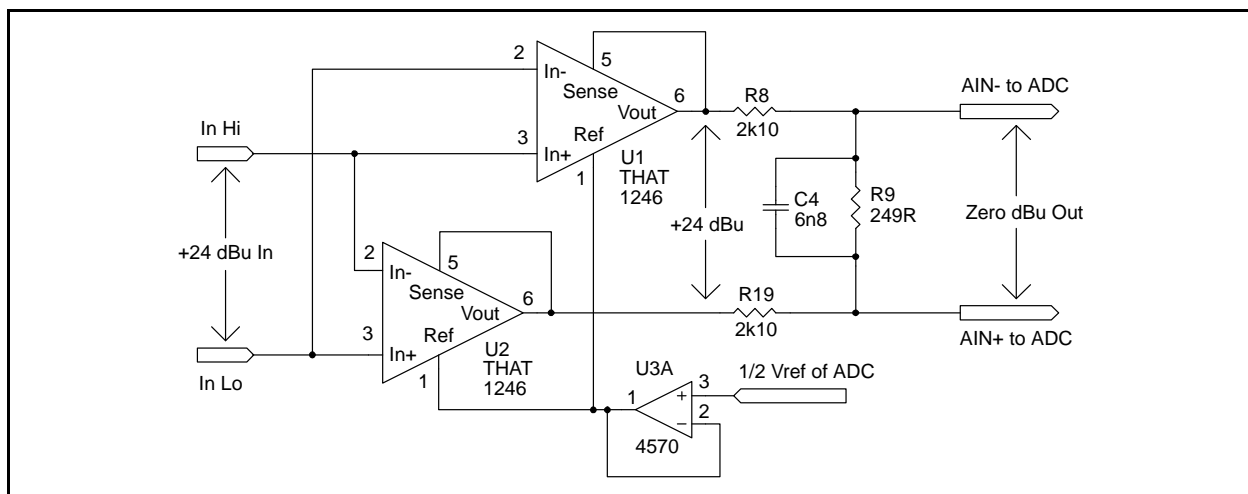 In Hi
+24 dBu In
In Lo
2
In-
5
Sense
6
Vout
Ref
3
In+
1
U1
THAT
1246
2
In-
5
Sense
6
Vout
Ref
3
In+
1
U2
THAT
1246
+24 dBu
R8
2k10
C4
6n8
R9
249R
R19
2k10
AIN- to ADC
Zero dBu Out
AIN+ to ADC
U3A
1/2 Vref of ADC
1
3
+
2
−
4570